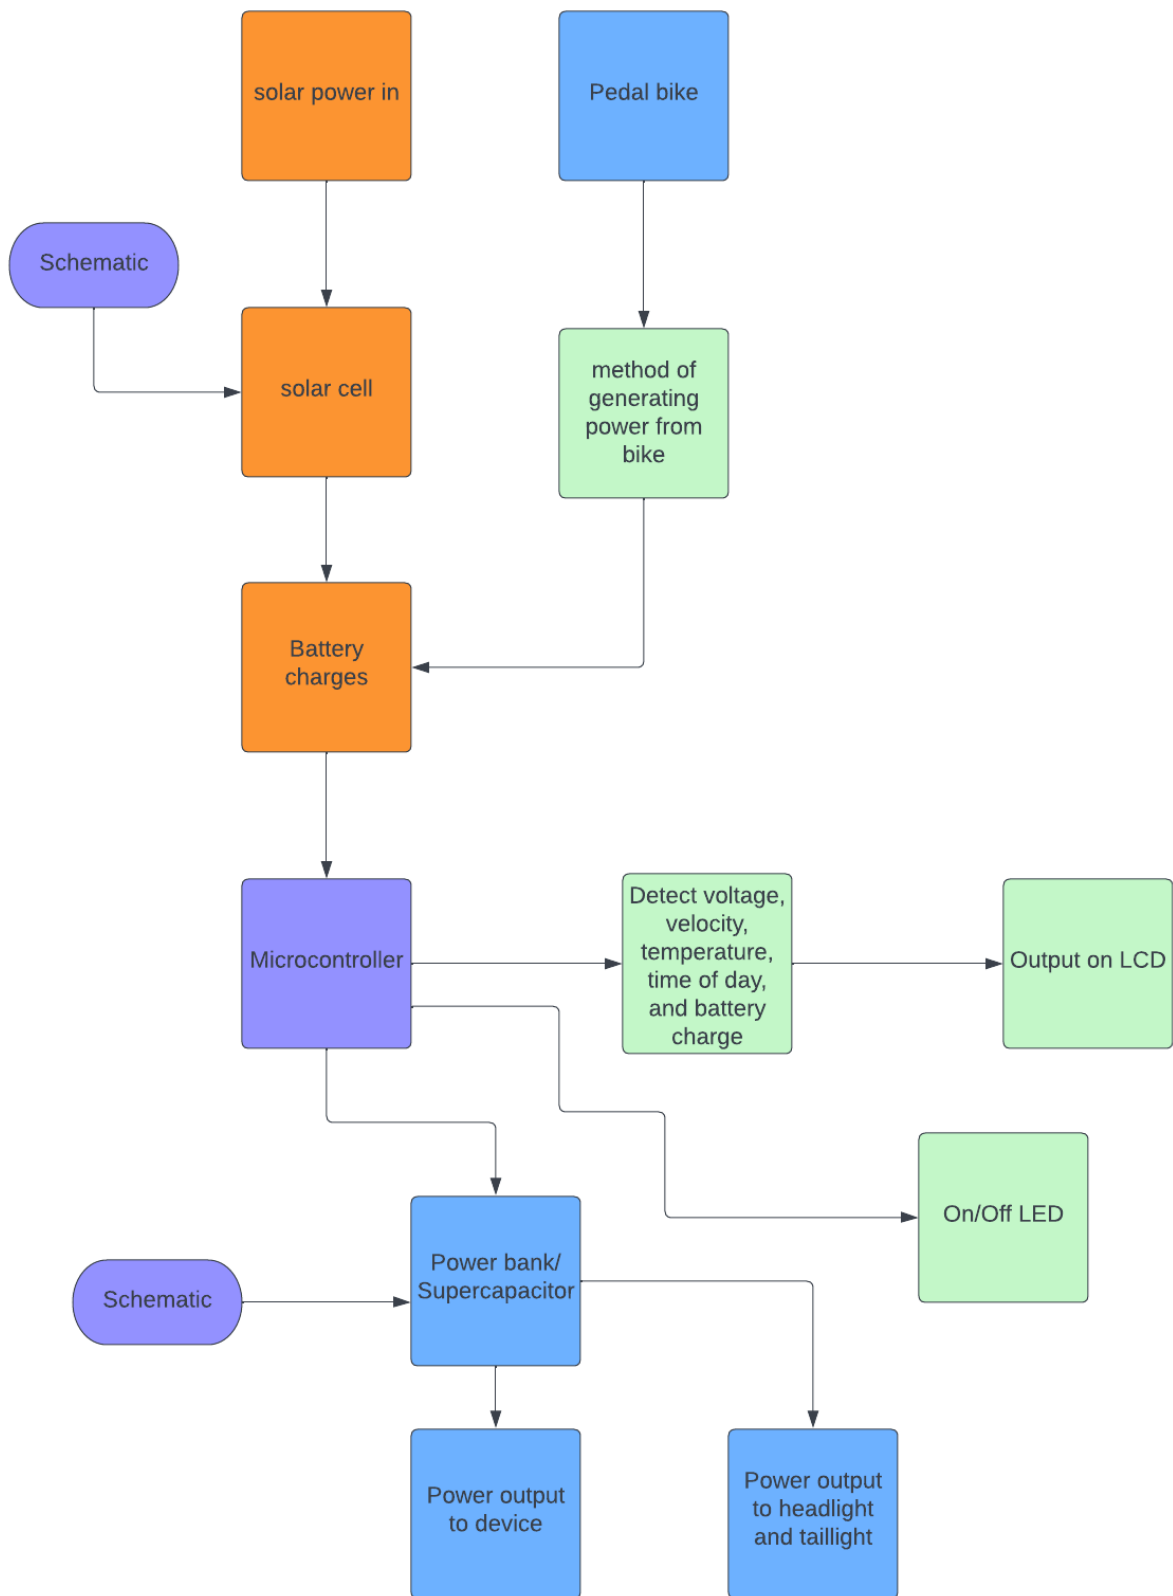 solar power in
Pedal bike
Schematic
solar cell
method of
generating
power from
bike
Battery
charges
Microcontroller
Detect voltage,
velocity,
temperature,
time of day,
and battery
charge
Output on LCD
On/Off LED
Power bank/
Supercapacitor
Schematic
Power output
to device
Power output
to headlight
and taillight